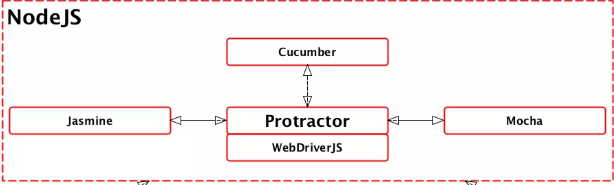 NodeJS
Cucumber
Jasmine
Protractor
Mocha
WebDriverJS